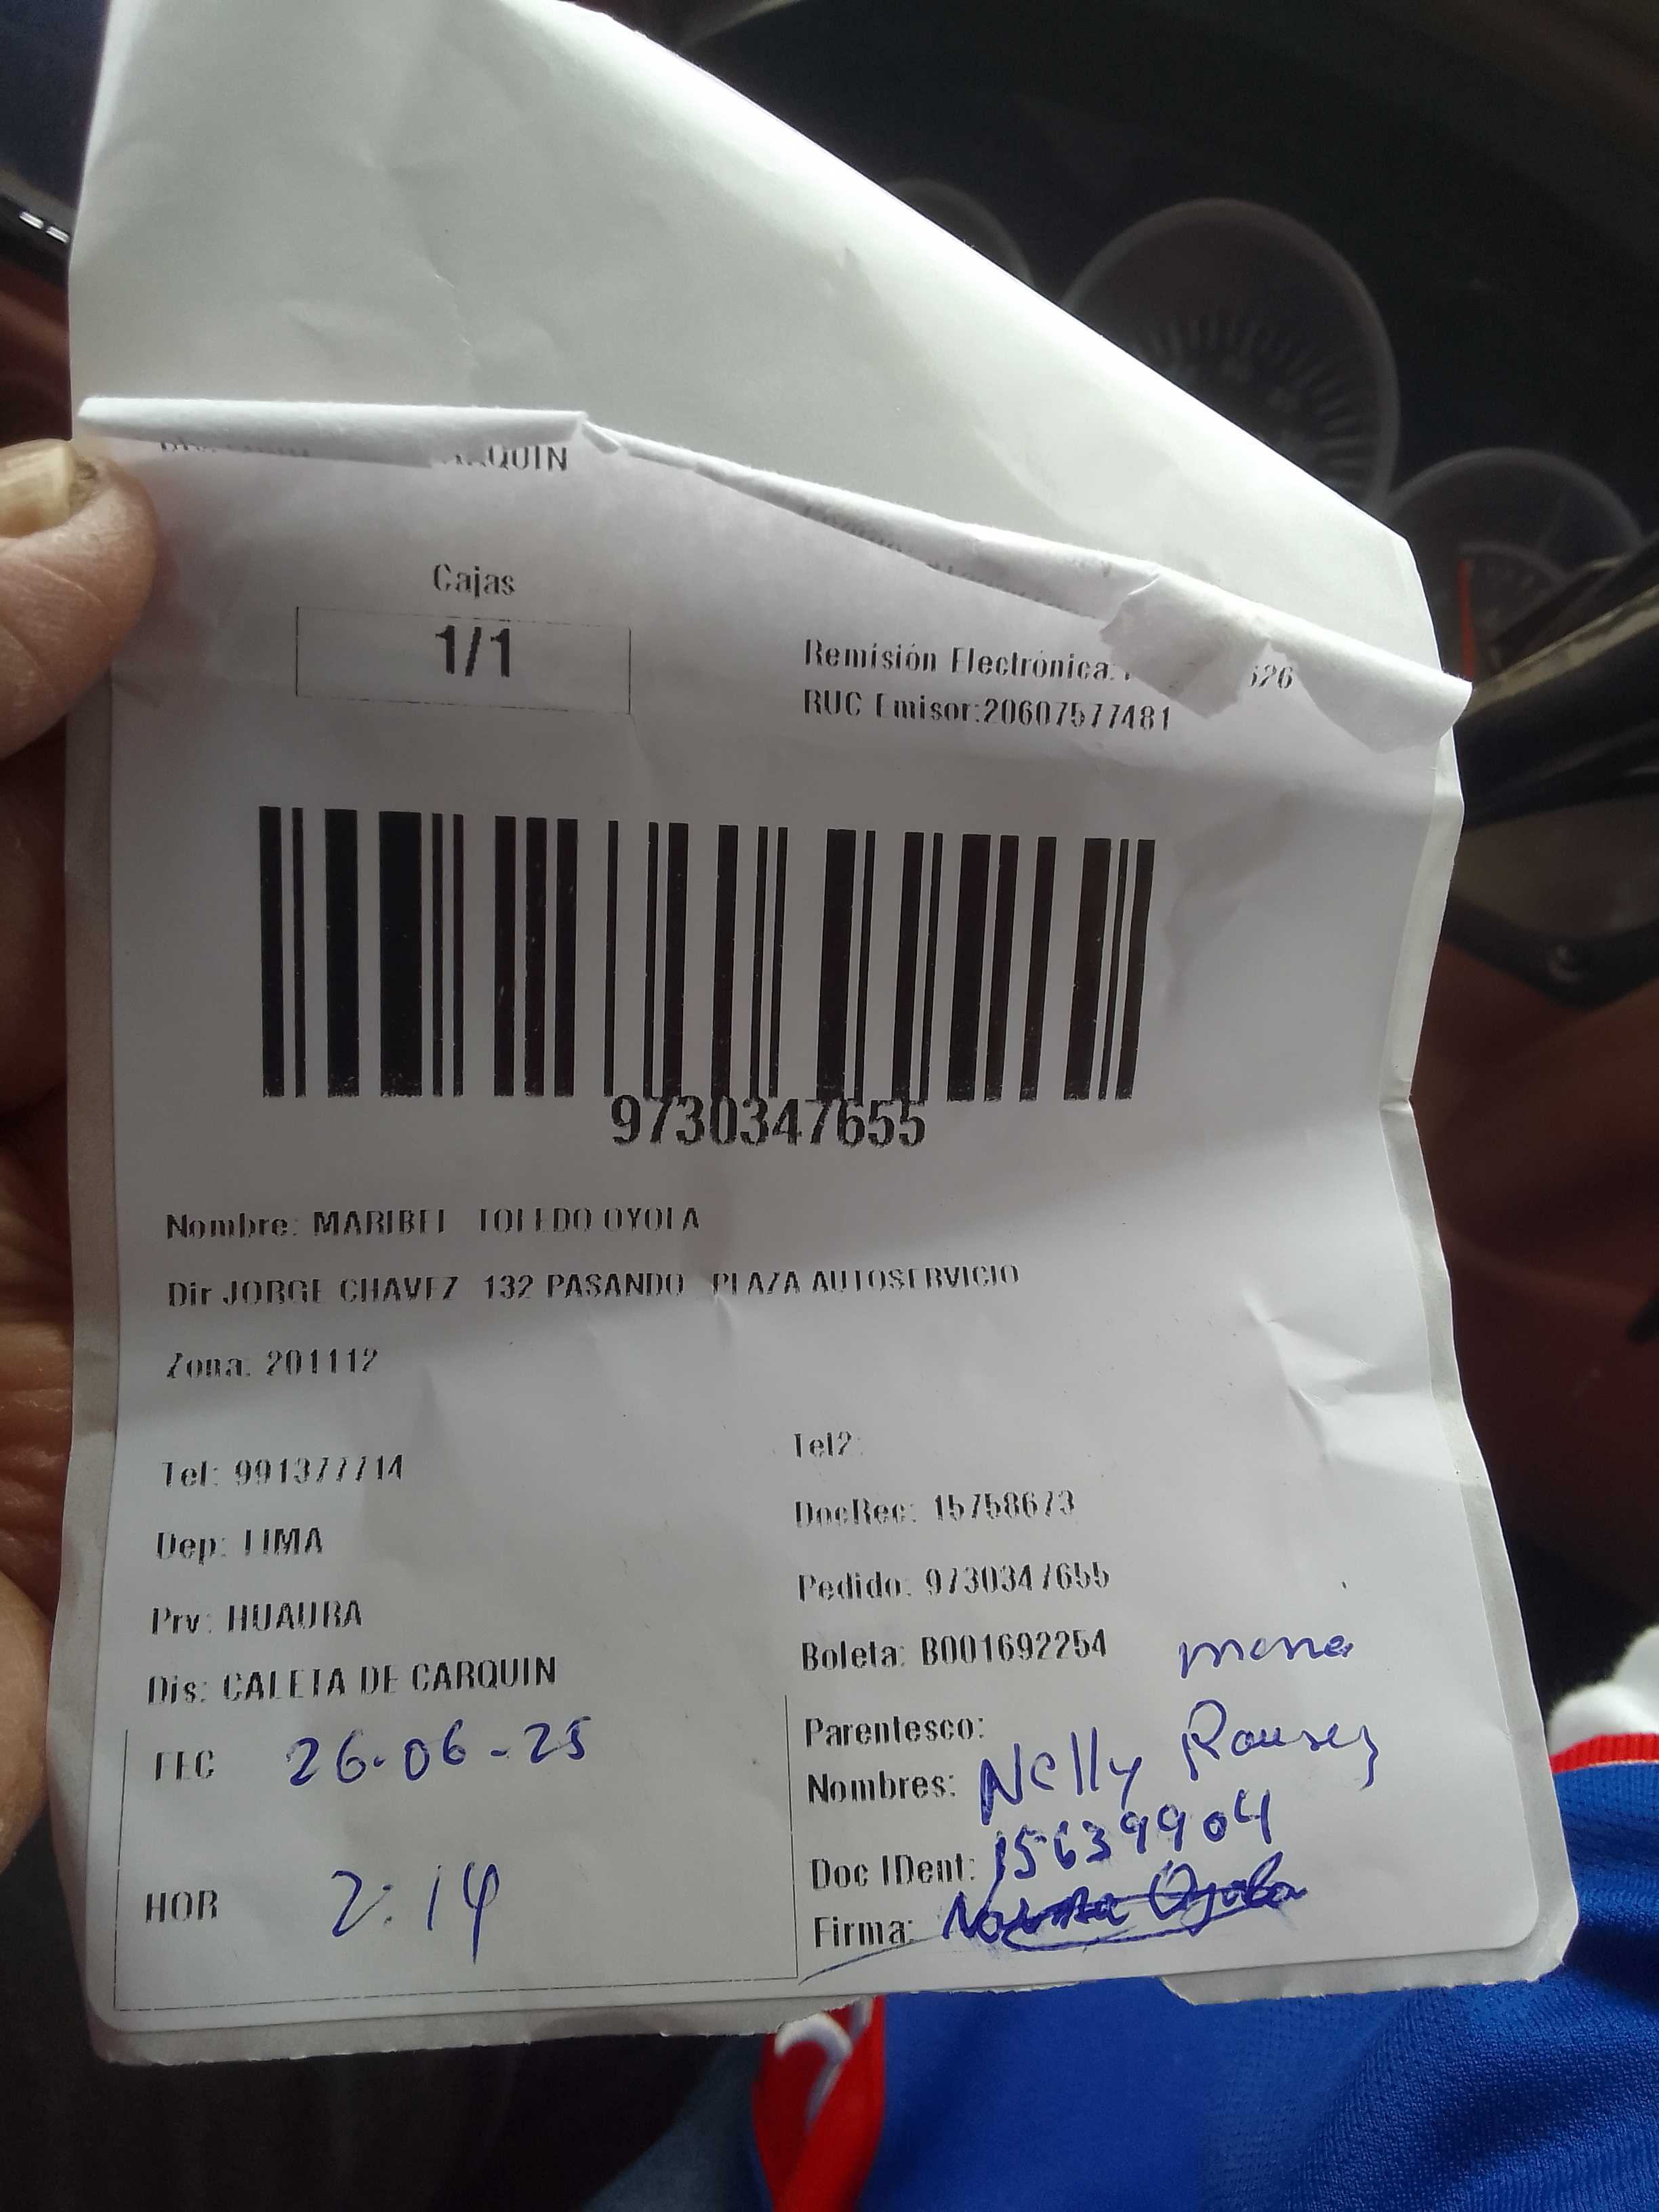 QUIN
Cajas
1/1
Remisión Electrónica:
RUC Emisor:20607577481
9730347655
Nombre: MARIBEL TOLEDO OYOLA
Dir JORGE CHAVEZ 132 PASANDO PLAZA AUTOSERVICIO
Zona. 201112
Tel: 991377714
Tel2:
DocRec: 15758673
Dep: LIMA
Pedido: 9730347655
Prv: HUAURA
Boleta: B001692254
Dis: CALETA DE CARQUIN
FEC 26-06-25
Parentesco:
Nombres: Nelly
Doc IDent: 15639904
HOR 2:14
Firma: Oyola